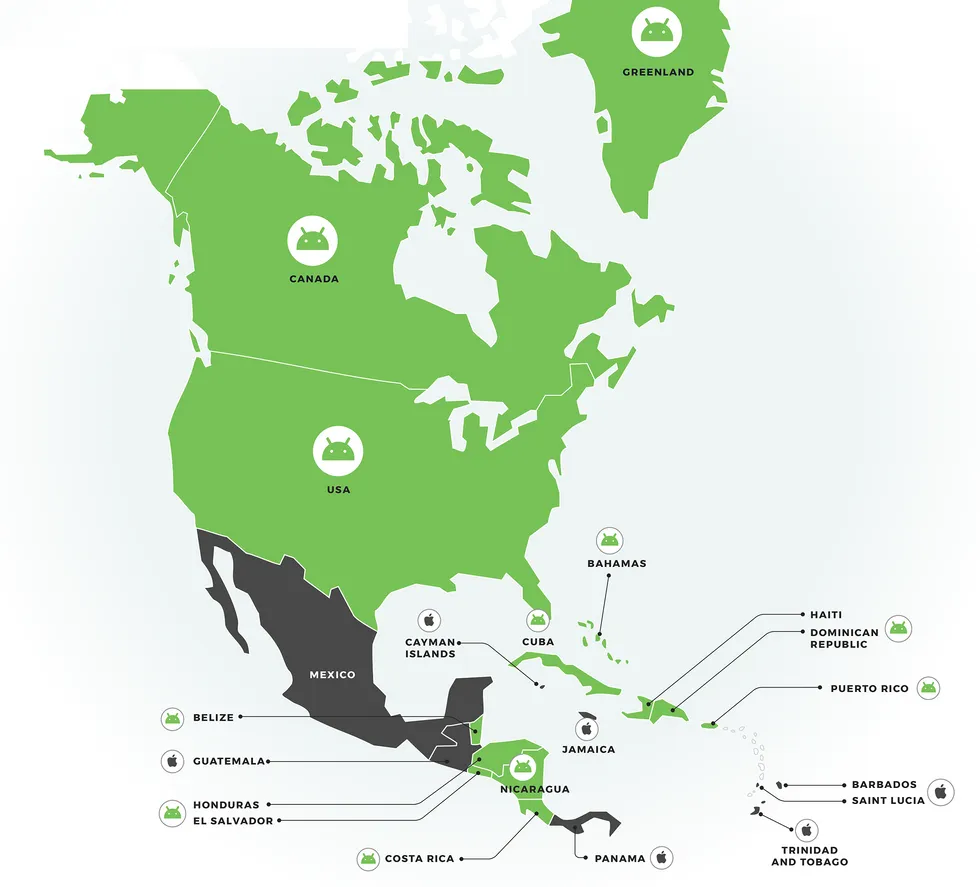 GREENLAND
CANADA
USA
BAHAMAS
HAITI
DOMINICAN
REPUBLIC
CAYMAN
ISLANDS
CUBA
MEXICO
PUERTO RICO
BELIZE
JAMAICA
GUATEMALA
NICARAGUA
BARBADOS
SAINT LUCIA
HONDURAS
EL SALVADOR
TRINIDAD
AND TOBAGO
COSTA RICA
PANAMA